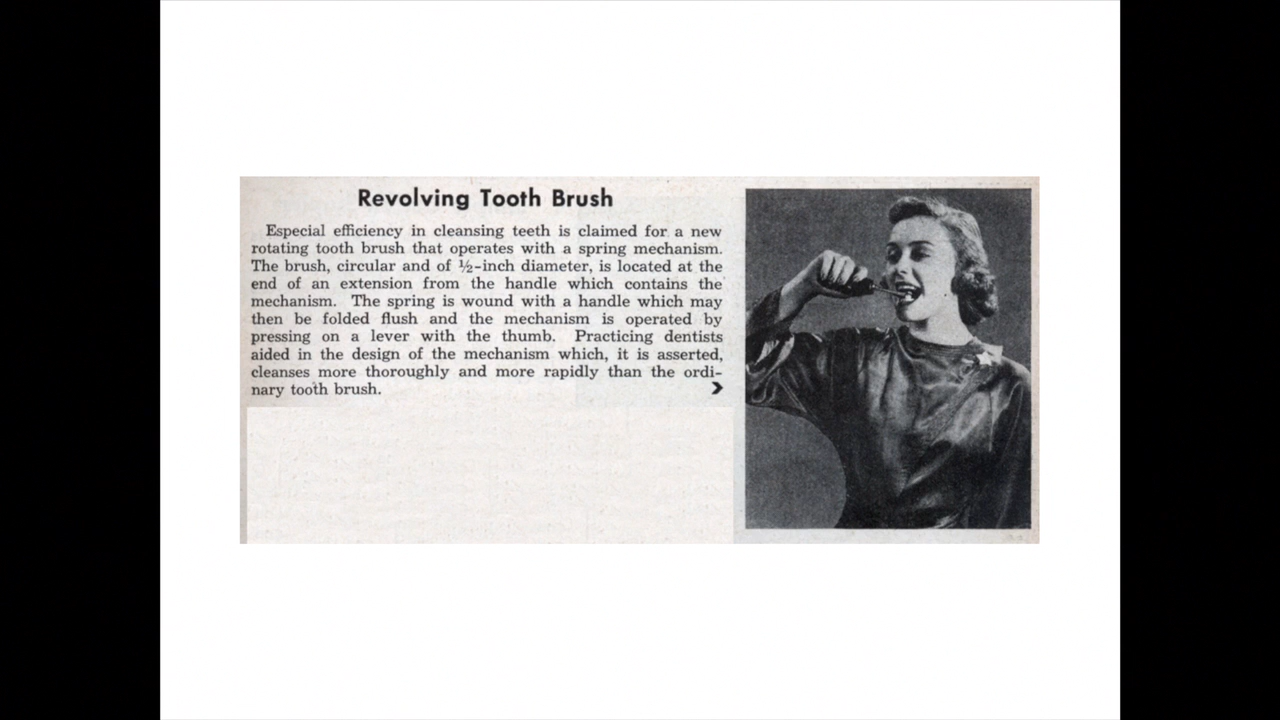 Revolving Tooth Brush
Especial efficiency in cleansing teeth is claimed for a new
rotating tooth brush that operates with a spring mechanism.
The brush, circular and of ½-inch diameter, is located at the
end of an extension from the handle which contains the
mechanism. The spring is wound with a handle which may
then be folded flush and the mechanism is operated by
pressing on a lever with the thumb. Practicing dentists
aided in the design of the mechanism which, it is asserted,
cleanses more thoroughly and more rapidly than the ordi-
nary tooth brush.